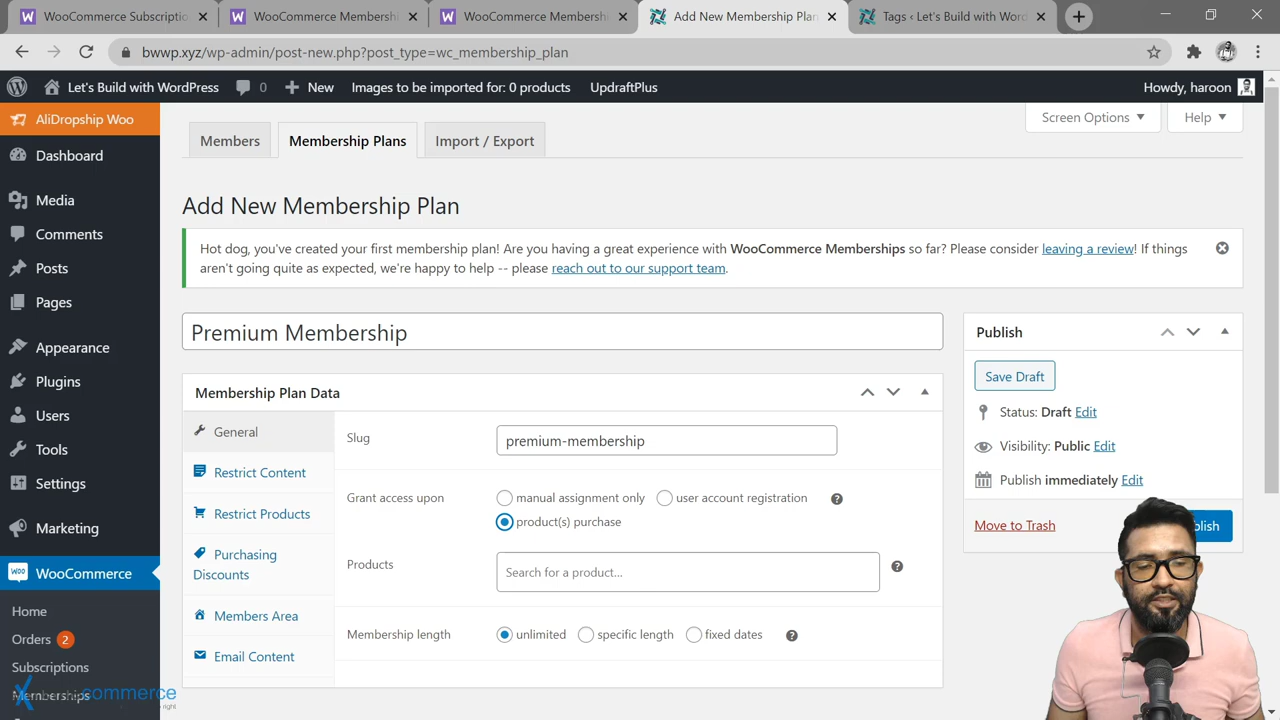 WooCommerce Subscriptio
WooCommerce Membershi
WooCommerce Membershi
Add New Membership Plan
Tags ‹ Let's Build with Word
bwwp.xyz/wp-admin/post-new.php?post_type=wc_membership_plan
Let's Build with WordPress
0
New
Images to be imported for: 0 products
UpdraftPlus
Howdy, haroon
AliDropship Woo
Dashboard
Media
Comments
Posts
Pages
Appearance
Plugins
Users
Tools
Settings
Marketing
WooCommerce
Home
Orders 2
Subscriptions
Memberships
commerce
right
Screen Options
Help
Members
Membership Plans
Import / Export
Add New Membership Plan
Hot dog, you've created your first membership plan! Are you having a great experience with WooCommerce Memberships so far? Please consider leaving a review! If things
aren't going quite as expected, we're happy to help -- please reach out to our support team.
Premium Membership
Membership Plan Data
General
Restrict Content
Restrict Products
Purchasing
Discounts
Members Area
Email Content
Slug
premium-membership
Grant access upon
manual assignment only
user account registration
product(s) purchase
Products
Search for a product...
Membership length
unlimited
specific length
fixed dates
Publish
Save Draft
Status: Draft Edit
Visibility: Public Edit
Publish immediately Edit
Move to Trash
blish